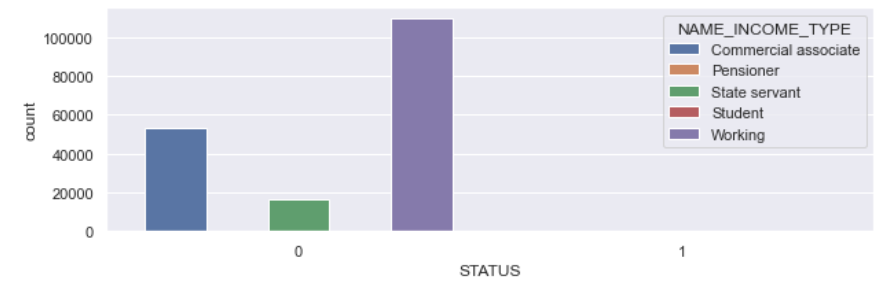 NAME_INCOME_TYPE
Commercial associate
Pensioner
State servant
Student
Working
100000
80000
60000
40000
20000
0
count
0
1
STATUS